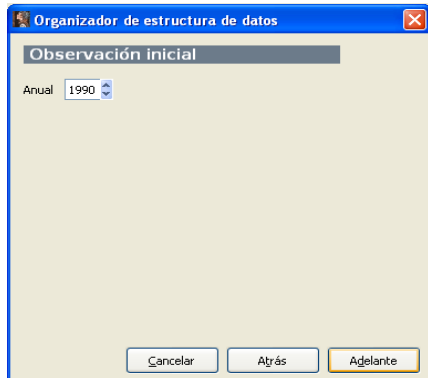 Organizador de estructura de datos
Observación inicial
Anual 1990
Cancelar Atrás Adelante